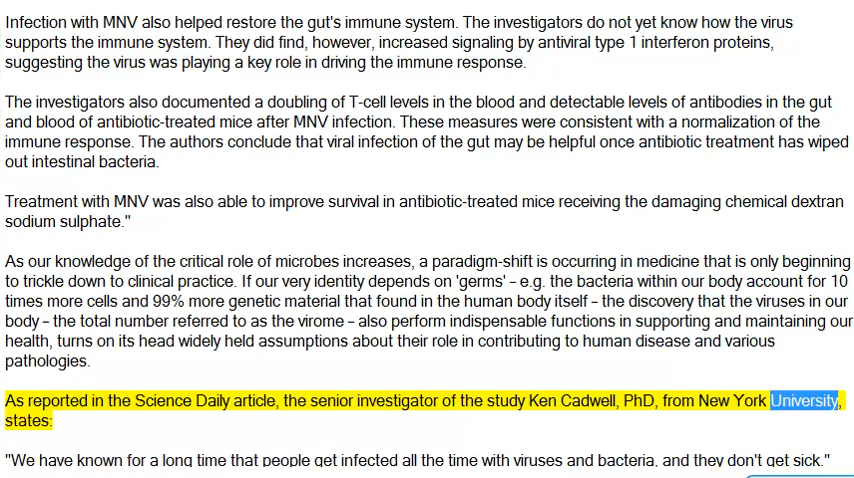 Infection with MNV also helped restore the gut's immune system. The investigators do not yet know how the virus
supports the immune system. They did find, however, increased signaling by antiviral type 1 interferon proteins,
suggesting the virus was playing a key role in driving the immune response.
The investigators also documented a doubling of T-cell levels in the blood and detectable levels of antibodies in the gut
and blood of antibiotic-treated mice after MNV infection. These measures were consistent with a normalization of the
immune response. The authors conclude that viral infection of the gut may be helpful once antibiotic treatment has wiped
out intestinal bacteria.
Treatment with MNV was also able to improve survival in antibiotic-treated mice receiving the damaging chemical dextran
sodium sulphate."
As our knowledge of the critical role of microbes increases, a paradigm-shift is occurring in medicine that is only beginning
to trickle down to clinical practice. If our very identity depends on 'germs' – e.g. the bacteria within our body account for 10
times more cells and 99% more genetic material that found in the human body itself – the discovery that the viruses in our
body – the total number referred to as the virome – also perform indispensable functions in supporting and maintaining our
health, turns on its head widely held assumptions about their role in contributing to human disease and various
pathologies.
As reported in the Science Daily article, the senior investigator of the study Ken Cadwell, PhD, from New York University,
states:
"We have known for a long time that people get infected all the time with viruses and bacteria, and they don't get sick."